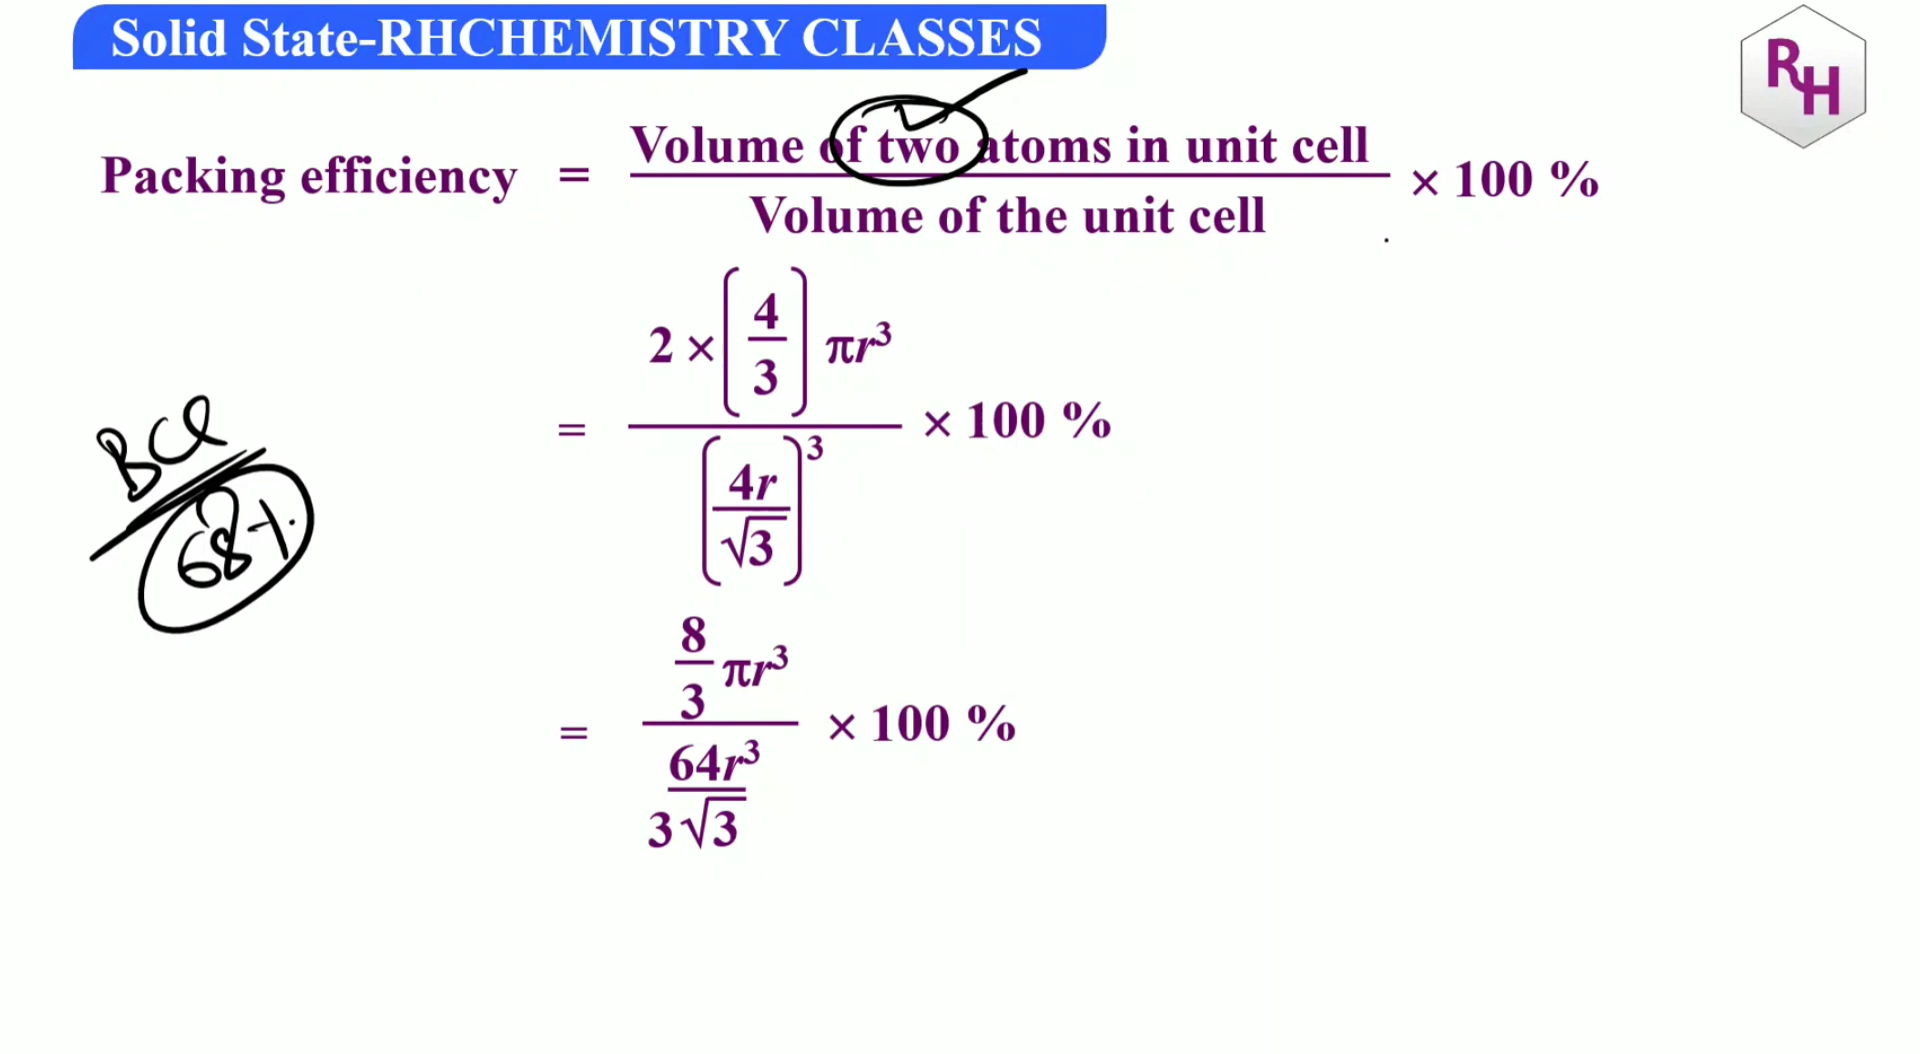 Solid State-RHCHEMISTRY CLASSES
RH
Packing efficiency = Volume of two atoms in unit cell / Volume of the unit cell × 100 %
= 2 × [4/3] πr³ / [4r/√3]³ × 100 %
BCC
68%.
= 8/3 πr³ / 64r³/3√3 × 100 %